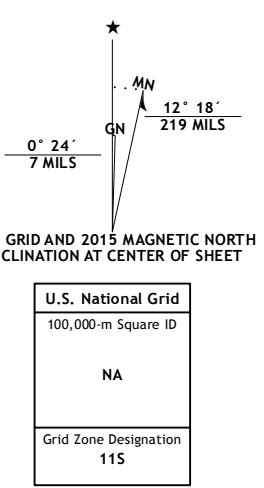 ★
MN
GN
12° 18´
219 MILS
0° 24´
7 MILS
GRID AND 2015 MAGNETIC NORTH
CLINATION AT CENTER OF SHEET
U.S. National Grid
100,000-m Square ID
NA
Grid Zone Designation
11S